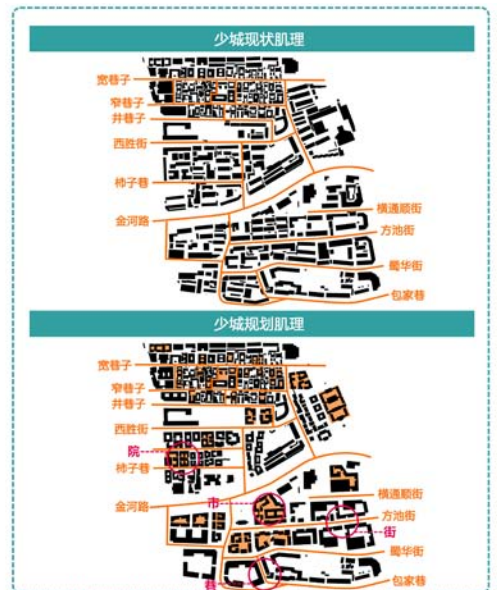 少城现状肌理
宽巷子
窄巷子
井巷子
西胜街
柿子巷
横通顺街
金河路
方池街
蜀华街
包家巷
少城规划肌理
宽巷子
窄巷子
井巷子
西胜街
院
柿子巷
横通顺街
市
金河路
方池街
街
蜀华街
包家巷
巷